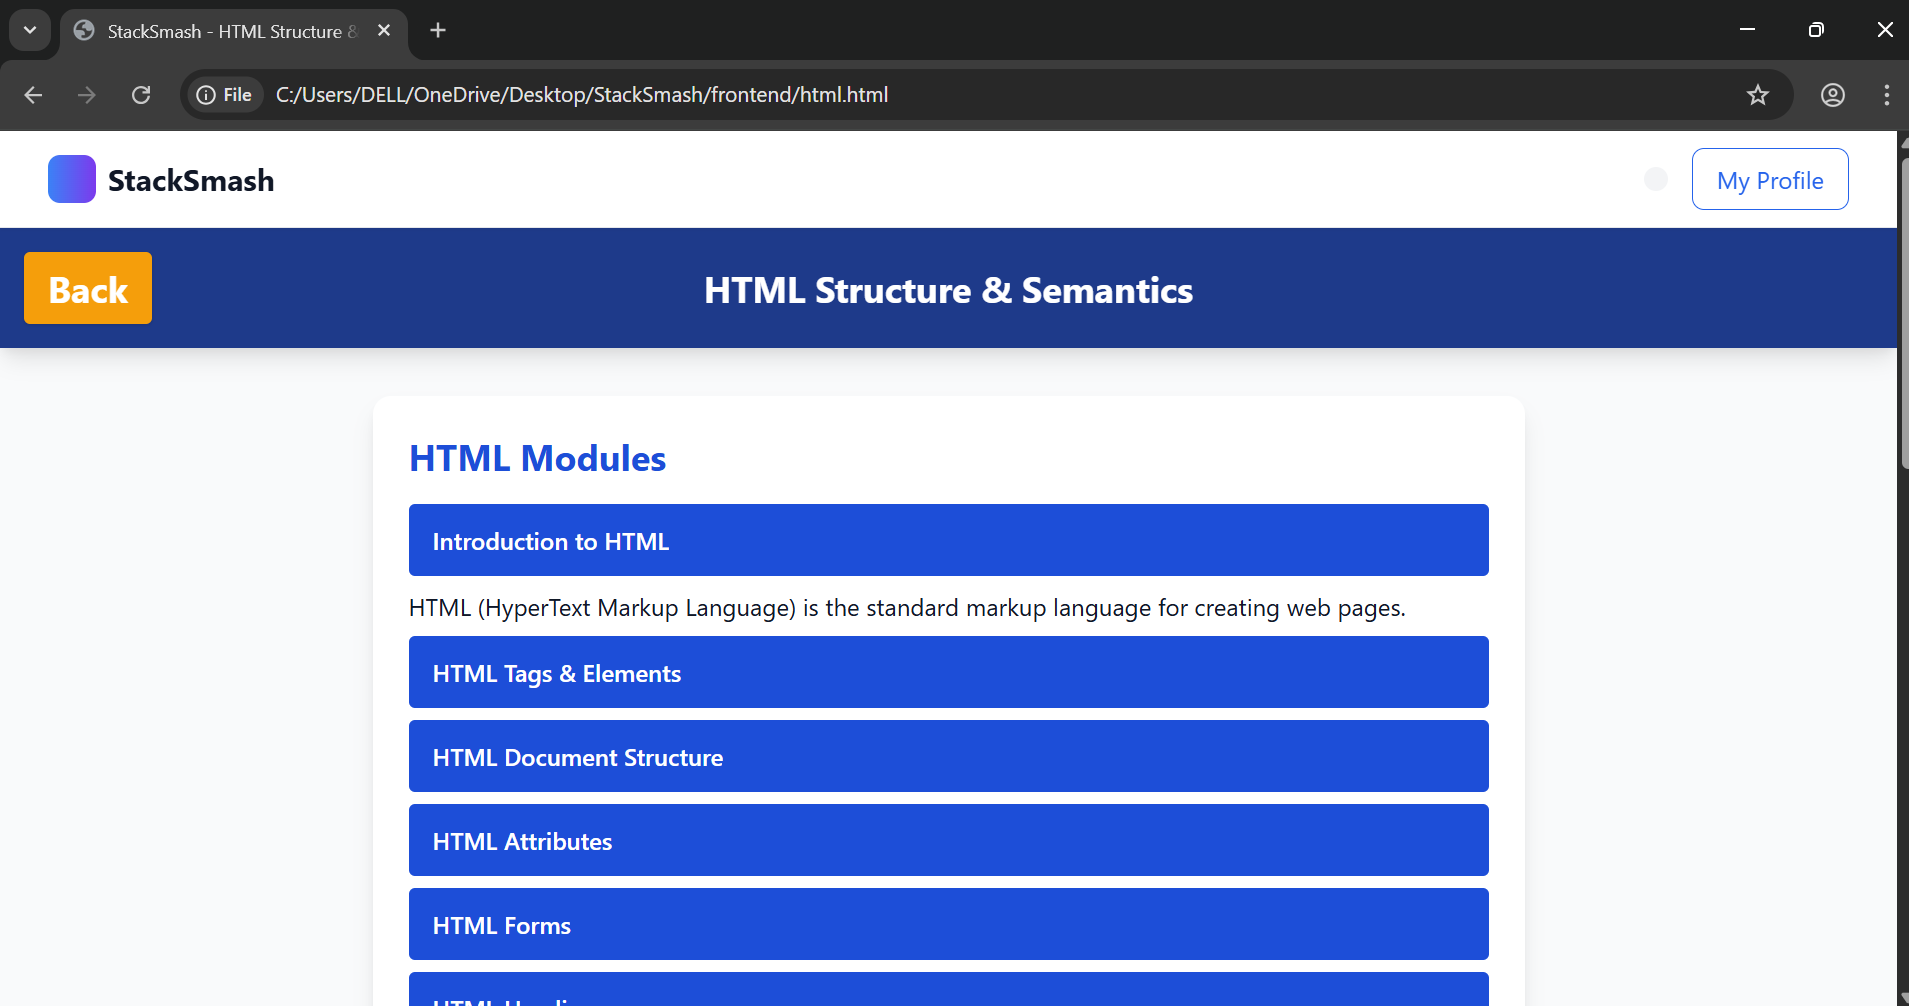 StackSmash - HTML Structure &
File
C:/Users/DELL/OneDrive/Desktop/StackSmash/frontend/html.html
StackSmash
My Profile
Back
HTML Structure & Semantics
HTML Modules
Introduction to HTML
HTML (HyperText Markup Language) is the standard markup language for creating web pages.
HTML Tags & Elements
HTML Document Structure
HTML Attributes
HTML Forms
HTML